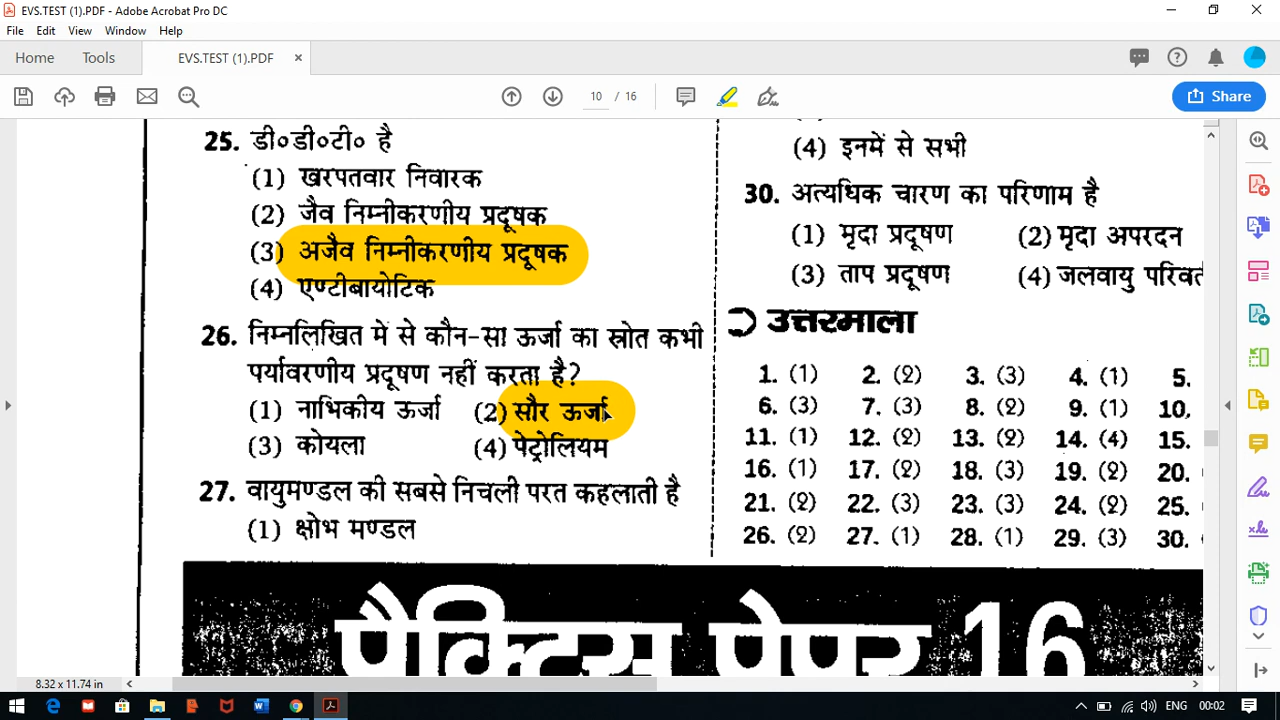 EVS.TEST (1).PDF - Adobe Acrobat Pro DC
File Edit View Window Help
Home Tools EVS.TEST (1).PDF
10 / 16
Share
25. डी०डी०टी० है
(1) खरपतवार निवारक
(2) जैव निम्नीकरणीय प्रदूषक
(3) अजैव निम्नीकरणीय प्रदूषक
(4) एण्टीबायोटिक
26. निम्नलिखित में से कौन-सा ऊर्जा का स्रोत कभी
पर्यावरणीय प्रदूषण नहीं करता है?
(1) नाभिकीय ऊर्जा (2) सौर ऊर्जा
(3) कोयला (4) पेट्रोलियम
27. वायुमण्डल की सबसे निचली परत कहलाती है
(1) क्षोभ मण्डल
(4) इनमें से सभी
30. अत्यधिक चारण का परिणाम है
(1) मृदा प्रदूषण (2) मृदा अपरदन
(3) ताप प्रदूषण (4) जलवायु
उत्तरमाला
1. (1) 2. (2) 3. (3) 4. (1) 5.
6. (3) 7. (3) 8. (2) 9. (1) 10.
11. (1) 12. (2) 13. (2) 14. (4) 15.
16. (1) 17. (2) 18. (3) 19. (2) 20.
21. (2) 22. (3) 23. (3) 24. (2) 25.
26. (2) 27. (1) 28. (1) 29. (3) 30.
प्रैक्टिस पेपर 16
8.32 x 11.74 in
ENG 00:02